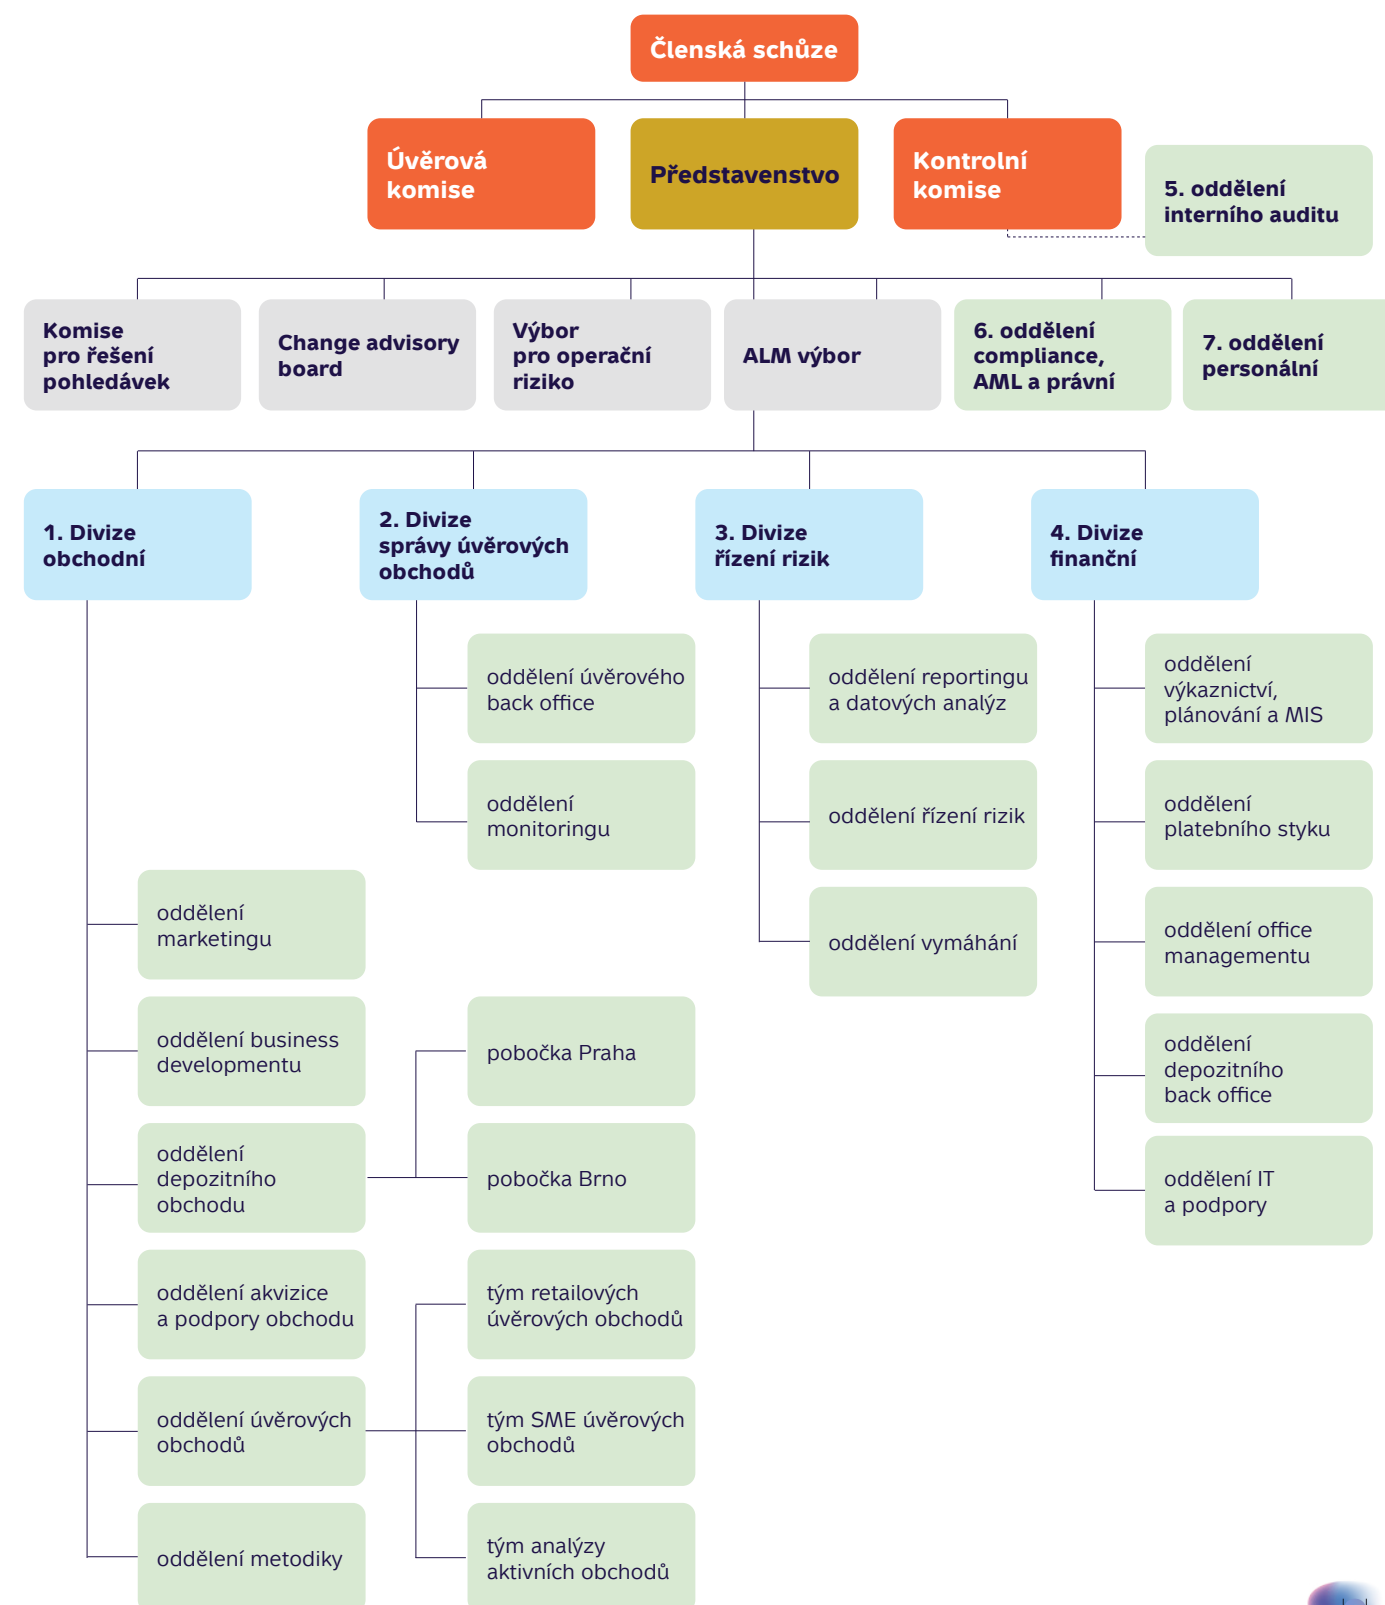 Členská schůze
Úvěrová
komise
Představenstvo
Kontrolní
komise
5. oddělení
interního auditu
Komise
pro řešení
pohledávek
Change advisory
board
Výbor
pro operační
riziko
ALM výbor
6. oddělení
compliance,
AML a právní
7. oddělení
personální
1. Divize
obchodní
2. Divize
správy úvěrových
obchodů
3. Divize
řízení rizik
4. Divize
finanční
oddělení úvěrového
back office
oddělení reportingu
a datových analýz
oddělení
výkaznictví,
plánování a MIS
oddělení
monitoringu
oddělení řízení rizik
oddělení
platebního styku
oddělení
marketingu
oddělení vymáhání
oddělení office
managementu
oddělení business
developmentu
pobočka Praha
oddělení
depozitního
back office
oddělení
depozitního
obchodu
pobočka Brno
oddělení IT
a podpory
oddělení akvizice
a podpory obchodu
tým retailových
úvěrových obchodů
oddělení úvěrových
obchodů
tým SME úvěrových
obchodů
oddělení metodiky
tým analýzy
aktivních obchodů